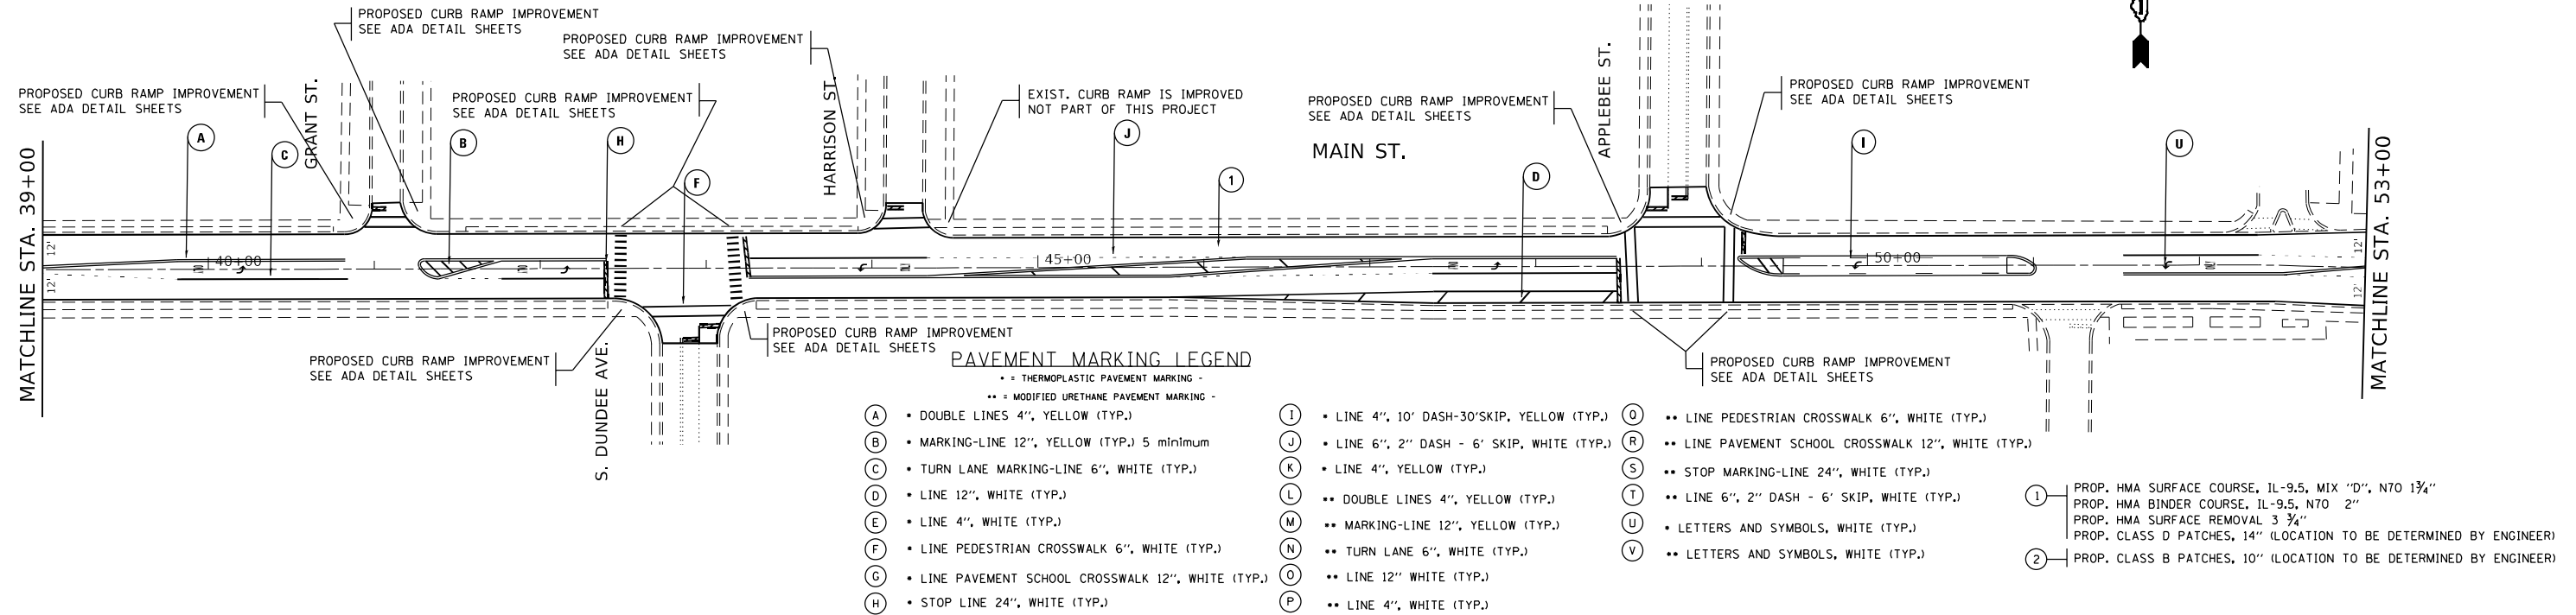 PROPOSED CURB RAMP IMPROVEMENT
SEE ADA DETAIL SHEETS
PROPOSED CURB RAMP IMPROVEMENT
SEE ADA DETAIL SHEETS
PROPOSED CURB RAMP IMPROVEMENT
SEE ADA DETAIL SHEETS
PROPOSED CURB RAMP IMPROVEMENT
SEE ADA DETAIL SHEETS
EXIST. CURB RAMP IS IMPROVED
NOT PART OF THIS PROJECT
PROPOSED CURB RAMP IMPROVEMENT
SEE ADA DETAIL SHEETS
PROPOSED CURB RAMP IMPROVEMENT
SEE ADA DETAIL SHEETS
GRANT ST.
HARRISON ST.
APPLEBEE ST.
MAIN ST.
A
C
B
H
F
J
1
D
I
U
MATCHLINE STA. 39+00
12'
12'
40+00
45+00
50+00
12'
12'
MATCHLINE STA. 53+00
PROPOSED CURB RAMP IMPROVEMENT
SEE ADA DETAIL SHEETS
S. DUNDEE AVE.
PROPOSED CURB RAMP IMPROVEMENT
SEE ADA DETAIL SHEETS
PROPOSED CURB RAMP IMPROVEMENT
SEE ADA DETAIL SHEETS
PAVEMENT MARKING LEGEND
* = THERMOPLASTIC PAVEMENT MARKING -
** = MODIFIED URETHANE PAVEMENT MARKING -
A * DOUBLE LINES 4", YELLOW (TYP.)
B * MARKING-LINE 12", YELLOW (TYP.) 5 minimum
C * TURN LANE MARKING-LINE 6", WHITE (TYP.)
D * LINE 12", WHITE (TYP.)
E * LINE 4", WHITE (TYP.)
F * LINE PEDESTRIAN CROSSWALK 6", WHITE (TYP.)
G * LINE PAVEMENT SCHOOL CROSSWALK 12", WHITE (TYP.)
H * STOP LINE 24", WHITE (TYP.)
I * LINE 4", 10' DASH-30'SKIP, YELLOW (TYP.)
J * LINE 6", 2" DASH - 6' SKIP, WHITE (TYP.)
K * LINE 4", YELLOW (TYP.)
L ** DOUBLE LINES 4", YELLOW (TYP.)
M ** MARKING-LINE 12", YELLOW (TYP.)
N ** TURN LANE 6", WHITE (TYP.)
O ** LINE 12" WHITE (TYP.)
P ** LINE 4", WHITE (TYP.)
Q ** LINE PEDESTRIAN CROSSWALK 6", WHITE (TYP.)
R ** LINE PAVEMENT SCHOOL CROSSWALK 12", WHITE (TYP.)
S ** STOP MARKING-LINE 24", WHITE (TYP.)
T ** LINE 6", 2" DASH - 6' SKIP, WHITE (TYP.)
U * LETTERS AND SYMBOLS, WHITE (TYP.)
V ** LETTERS AND SYMBOLS, WHITE (TYP.)
1 PROP. HMA SURFACE COURSE, IL-9.5, MIX "D", N70 1¾"
PROP. HMA BINDER COURSE, IL-9.5, N70 2"
PROP. HMA SURFACE REMOVAL 3 ¾"
PROP. CLASS D PATCHES, 14" (LOCATION TO BE DETERMINED BY ENGINEER)
2 PROP. CLASS B PATCHES, 10" (LOCATION TO BE DETERMINED BY ENGINEER)